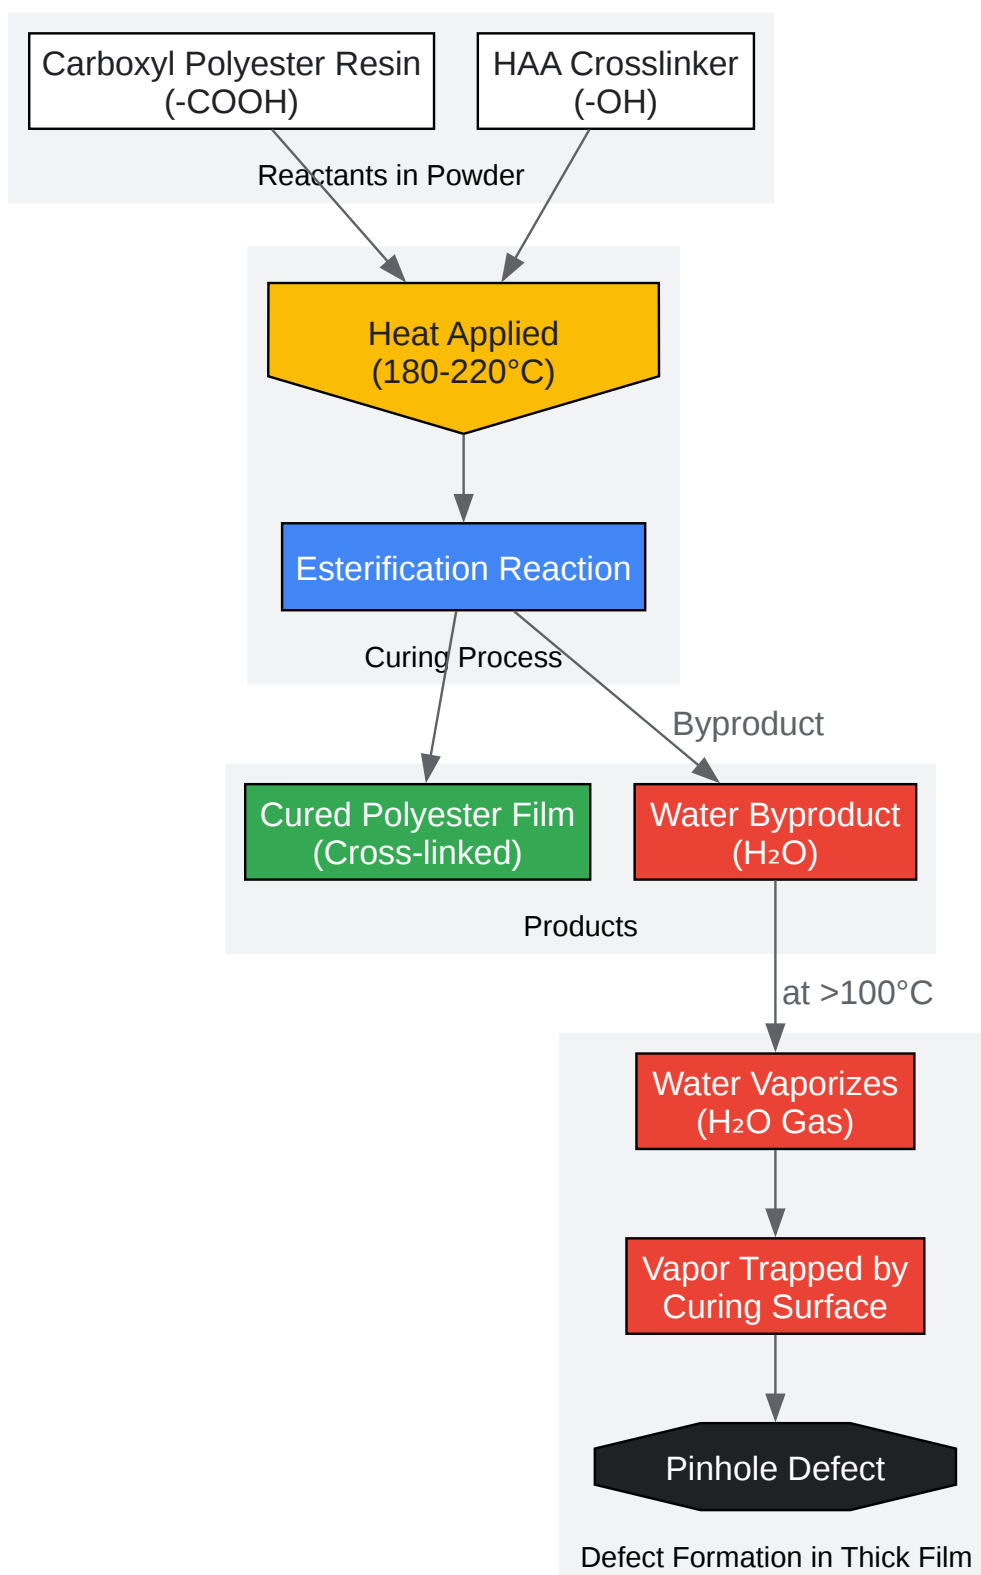 Carboxyl Polyester Resin
(-COOH)
HAA Crosslinker
(-OH)
Reactants in Powder
Heat Applied
(180-220°C)
Esterification Reaction
Curing Process
Byproduct
Cured Polyester Film
(Cross-linked)
Water Byproduct
(H₂O)
Products
at >100°C
Water Vaporizes
(H₂O Gas)
Vapor Trapped by
Curing Surface
Pinhole Defect
Defect Formation in Thick Film